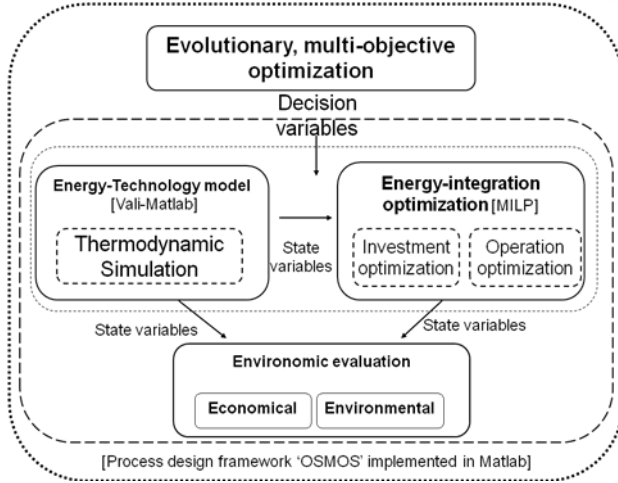 Evolutionary, multi-objective
optimization
Decision
variables
Energy-Technology model
[Vali-Matlab]
Thermodynamic
Simulation
State
variables
Energy-integration
optimization [MILP]
Investment
optimization
Operation
optimization
State variables
State variables
Environomic evaluation
Economical
Environmental
[Process design framework 'OSMOS' implemented in Matlab]